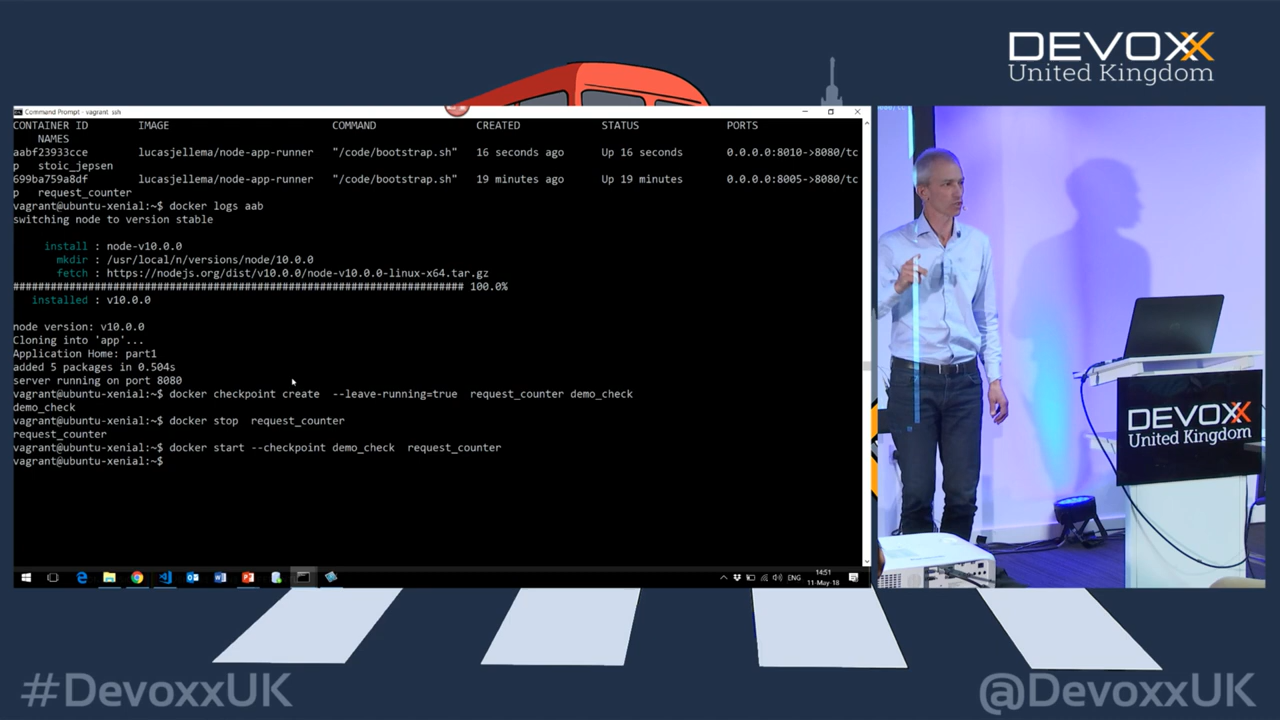 DEVOXX
United Kingdom
Command Prompt - vagrant ssh
CONTAINER ID IMAGE COMMAND CREATED STATUS PORTS
NAMES
aabf23933cce lucasjellema/node-app-runner "/code/bootstrap.sh" 16 seconds ago Up 16 seconds 0.0.0.0:8010->8080/tc
p stoic_jepsen
699ba759a8df lucasjellema/node-app-runner "/code/bootstrap.sh" 19 minutes ago Up 19 minutes 0.0.0.0:8005->8080/tc
p request_counter
vagrant@ubuntu-xenial:~$ docker logs aab
switching node to version stable
install : node-v10.0.0
mkdir : /usr/local/n/versions/node/10.0.0
fetch : https://nodejs.org/dist/v10.0.0/node-v10.0.0-linux-x64.tar.gz
######################################################################## 100.0%
installed : v10.0.0
node version: v10.0.0
Cloning into 'app'...
Application Home: part1
added 5 packages in 0.504s
server running on port 8080
vagrant@ubuntu-xenial:~$ docker checkpoint create --leave-running=true request_counter demo_check
demo_check
vagrant@ubuntu-xenial:~$ docker stop request_counter
request_counter
vagrant@ubuntu-xenial:~$ docker start --checkpoint demo_check request_counter
vagrant@ubuntu-xenial:~$
ENG
14:51
11-May-18
DEVOXX
United Kingdom
#DevoxxUK
@DevoxxUK